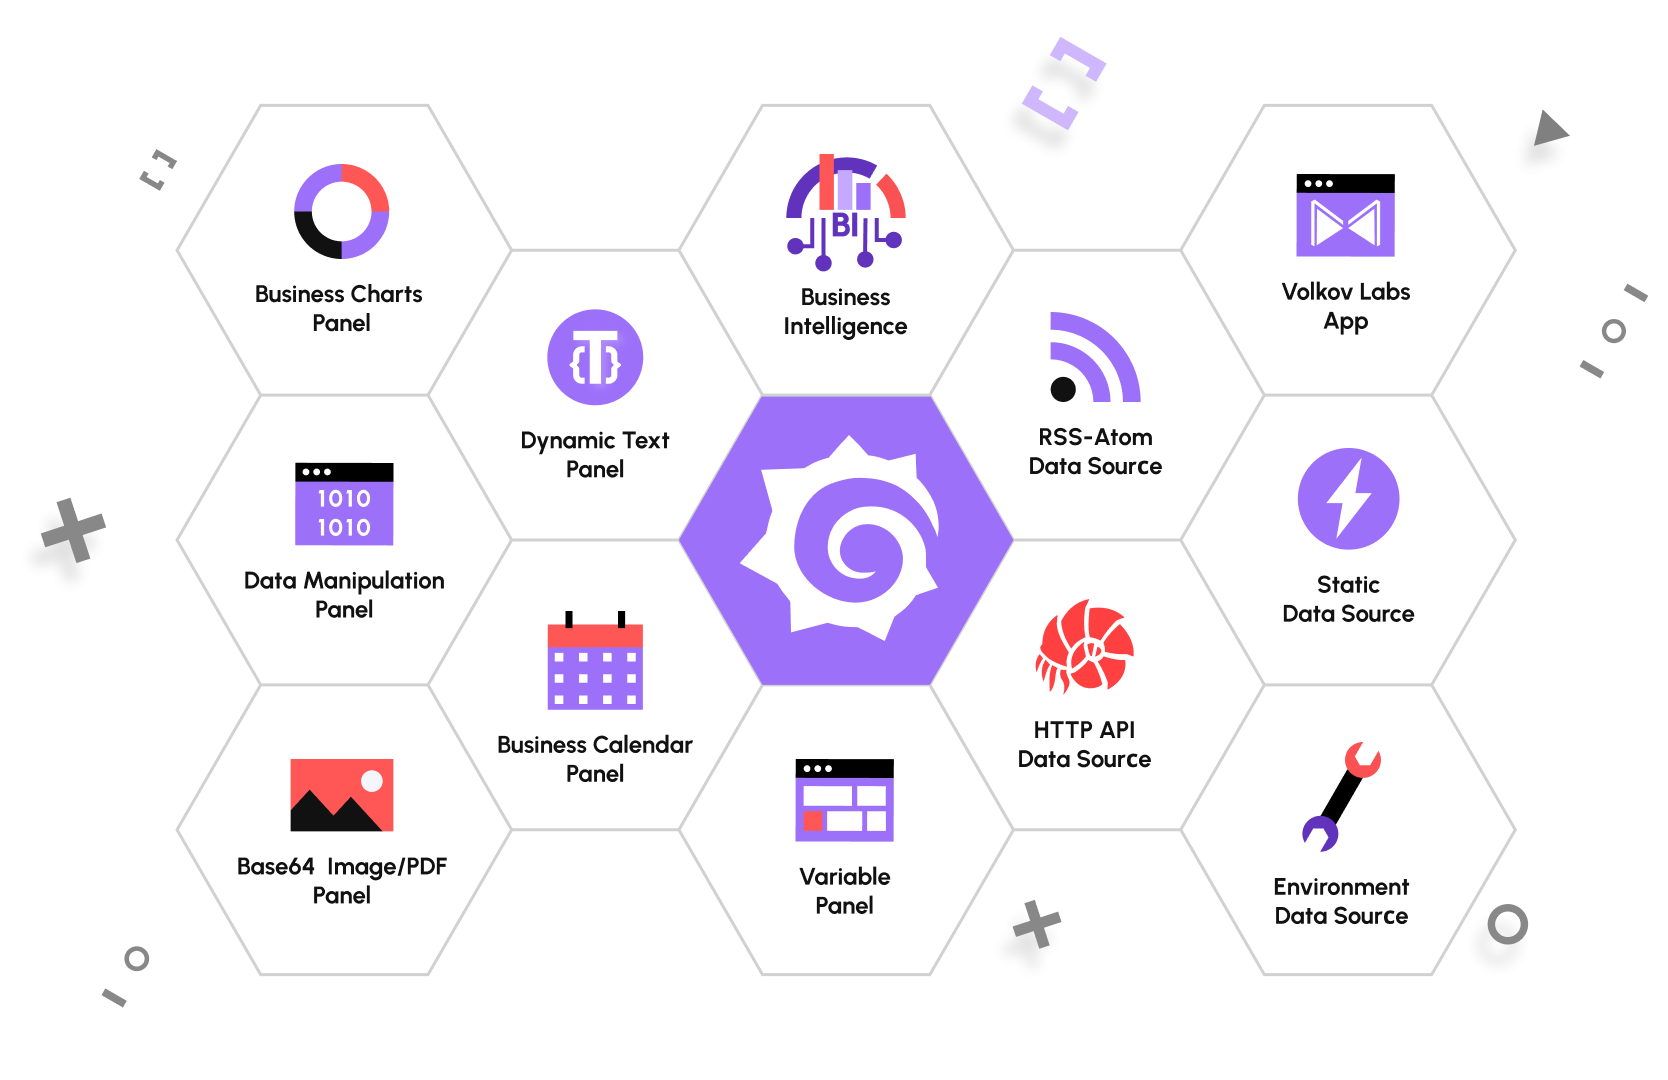 Business Charts
Panel
Dynamic Text
Panel
BI
Business
Intelligence
RSS-Atom
Data Source
Volkov Labs
App
1010
1010
Data Manipulation
Panel
Business Calendar
Panel
HTTP API
Data Source
Static
Data Source
Base64 Image/PDF
Panel
Variable
Panel
Environment
Data Source